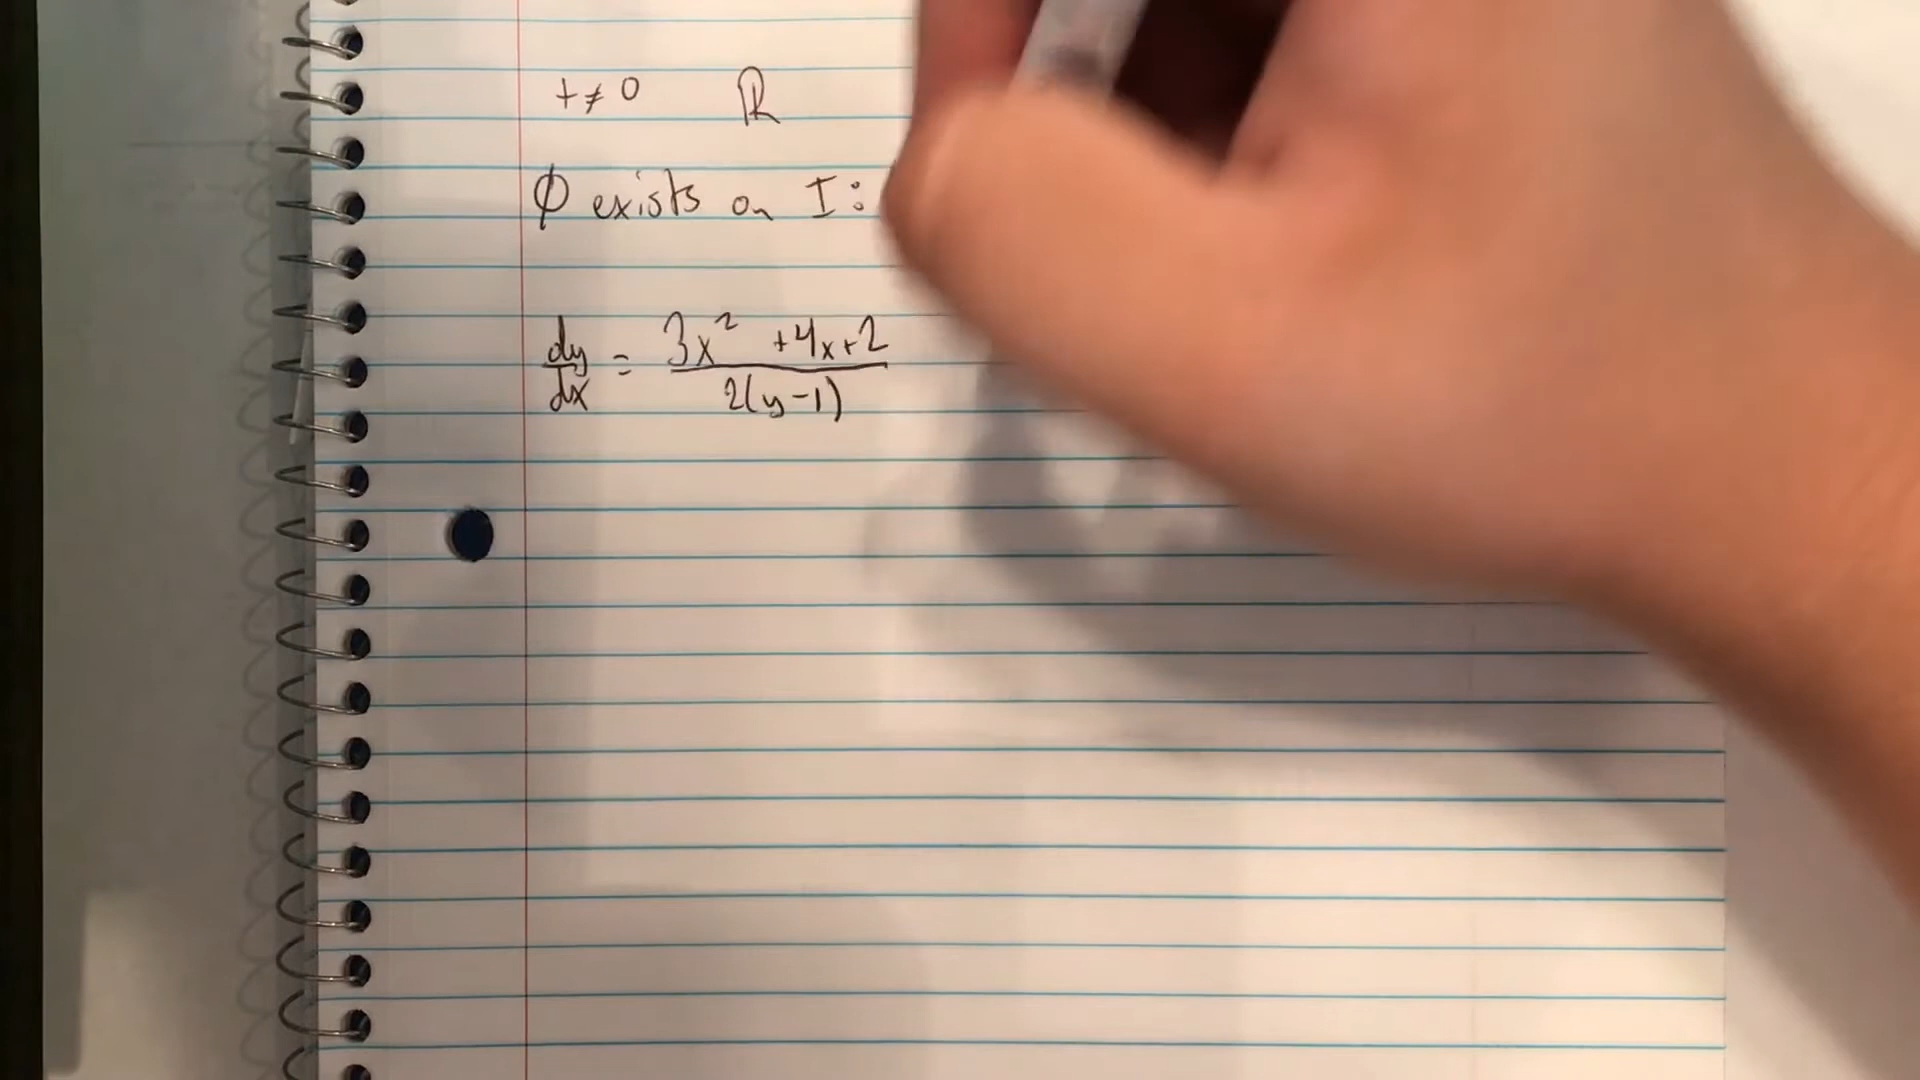 t ≠ 0 ℝ
ϕ exists on I:
dy/dx = (3x² + 4x + 2)/(2(y - 1))